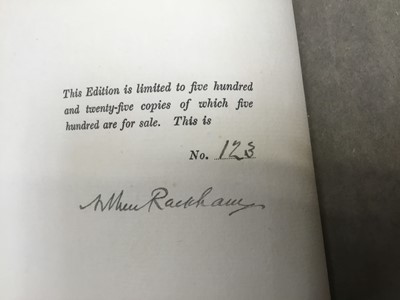 This Edition is limited to five hundred
and twenty-five copies of which five
hundred are for sale. This is
No. 123
Arthur Rackham